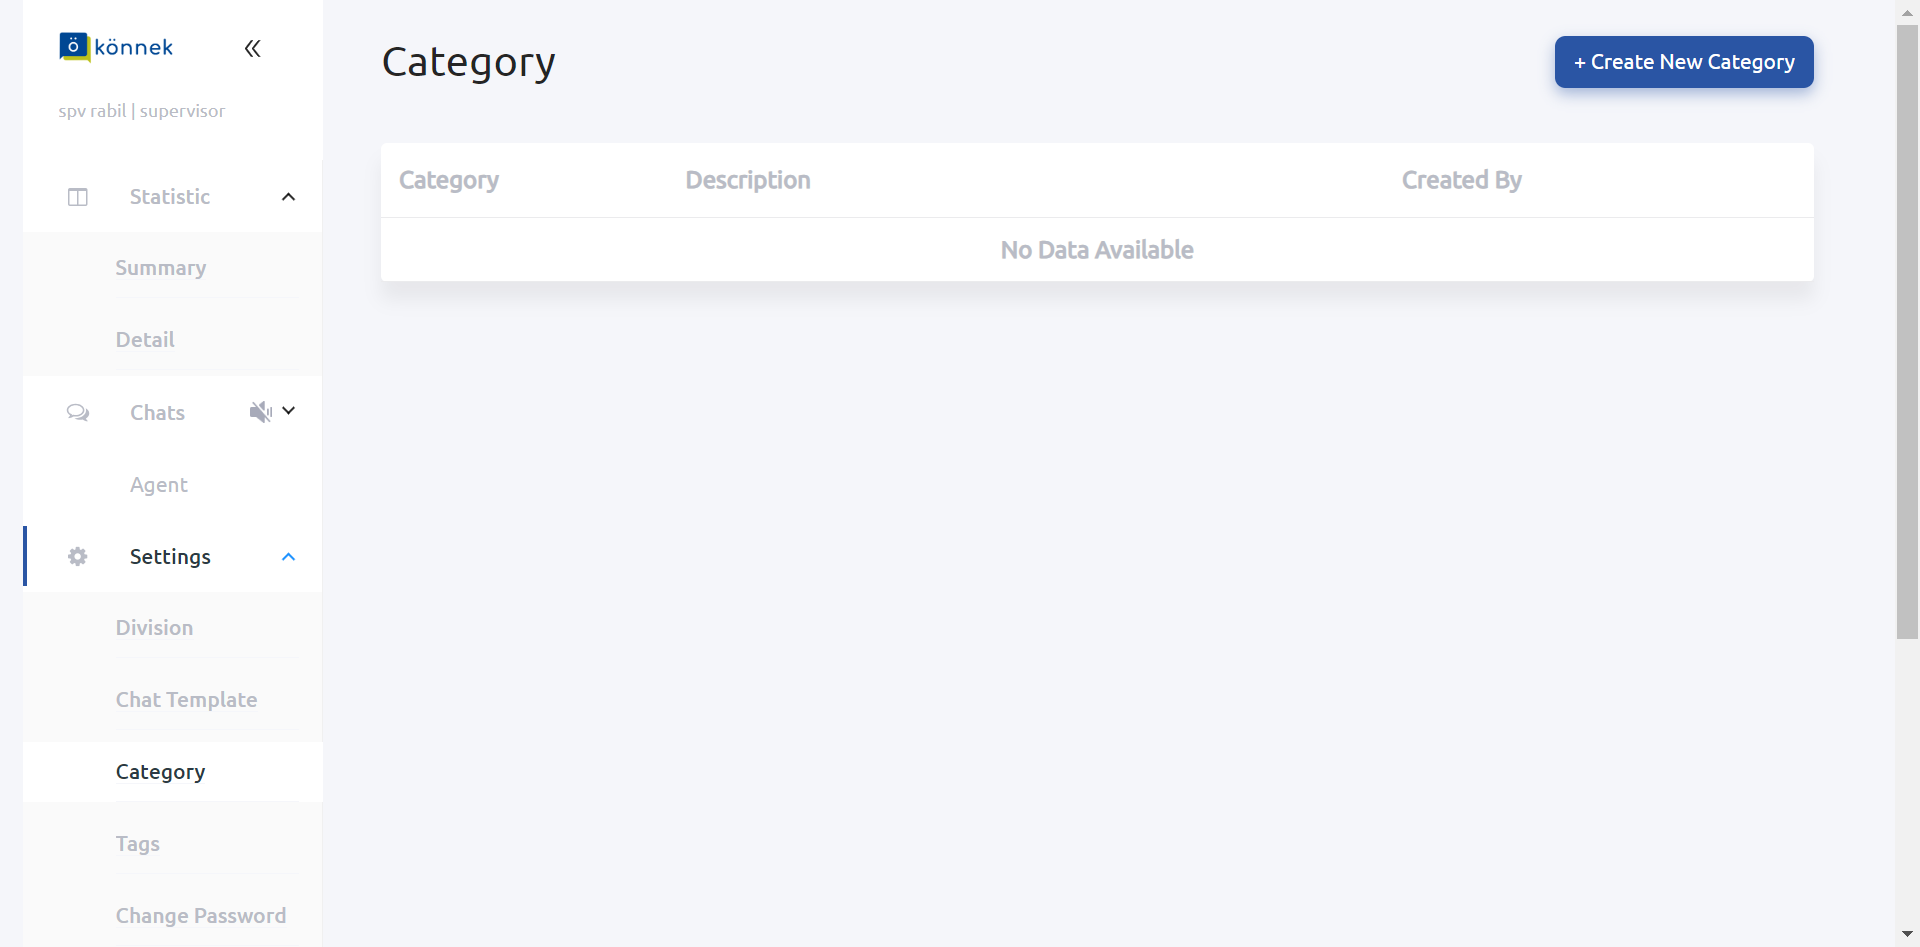 ö könnek
spv rabil | supervisor
Statistic
Summary
Detail
Chats
Agent
Settings
Division
Chat Template
Category
Tags
Change Password
Category
+ Create New Category
Category Description Created By
No Data Available